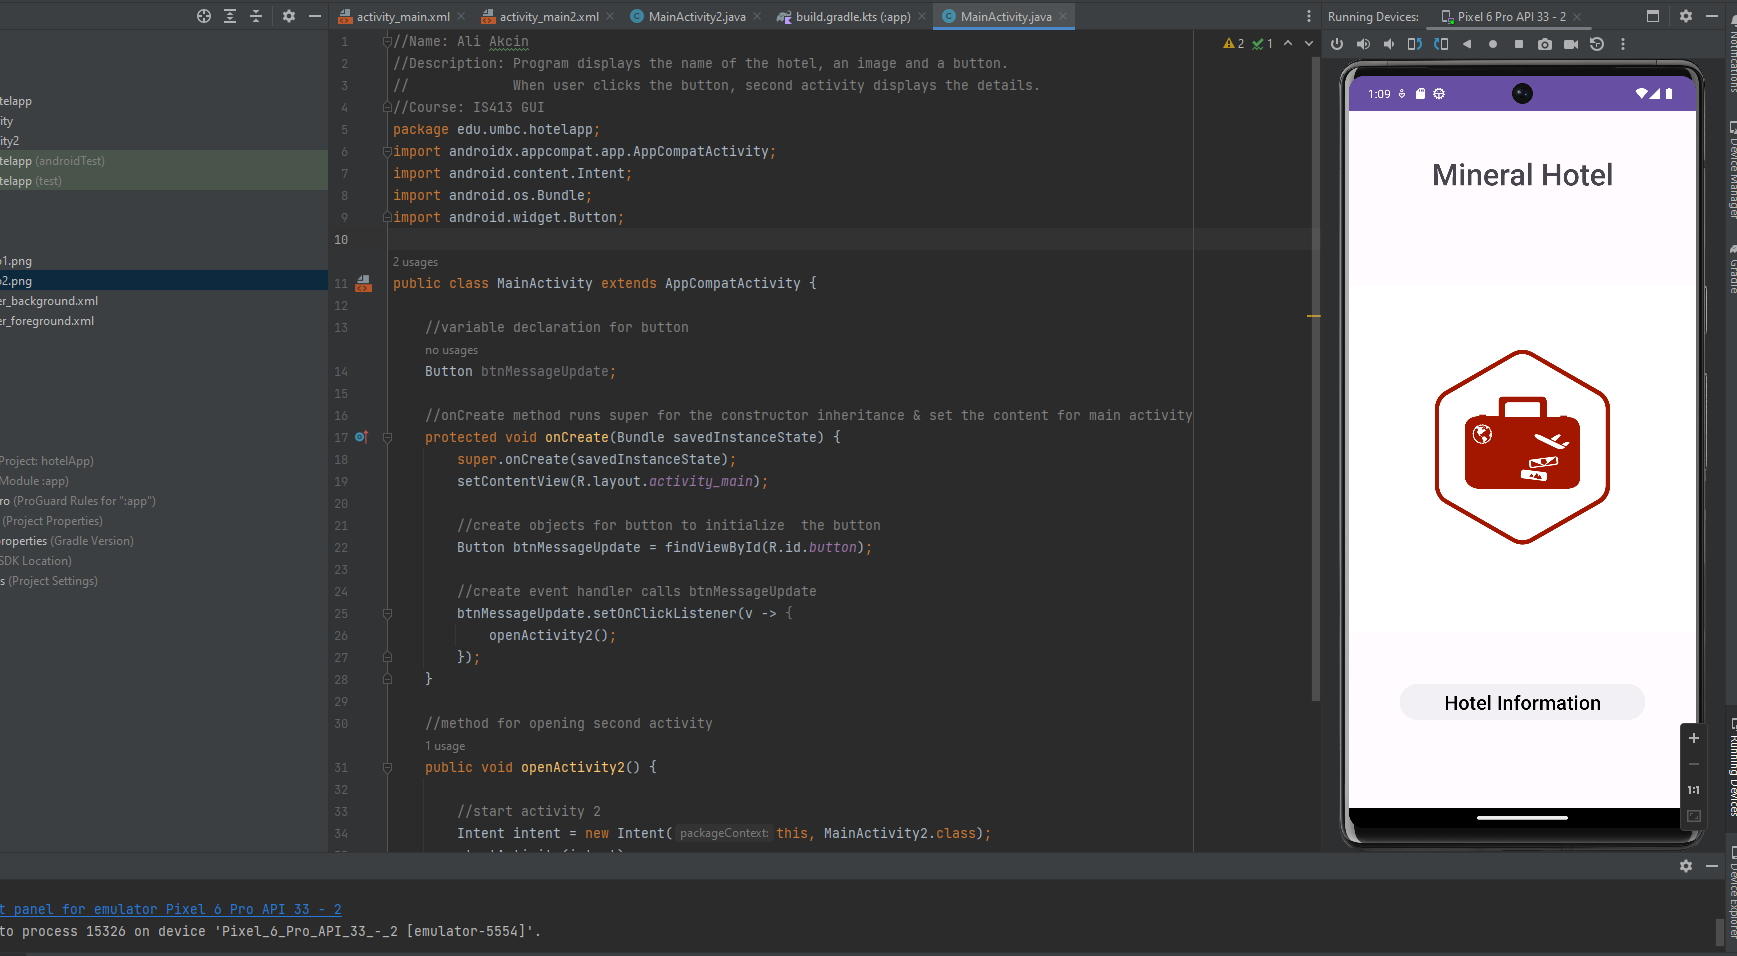 activity_main.xml activity_main2.xml MainActivity2.java build.gradle.kts (:app) MainActivity.java Running Devices: Pixel 6 Pro API 33 - 2
telapp
ity
ity2
telapp (androidTest)
telapp (test)
o1.png
o2.png
er_background.xml
er_foreground.xml
Project: hotelApp)
Module :app)
ro (ProGuard Rules for ":app")
(Project Properties)
roperties (Gradle Version)
SDK Location)
s (Project Settings)
2 1
1 //Name: Ali Akcin
2 //Description: Program displays the name of the hotel, an image and a button.
3 // When user clicks the button, second activity displays the details.
4 //Course: IS413 GUI
5 package edu.umbc.hotelapp;
6 import androidx.appcompat.app.AppCompatActivity;
7 import android.content.Intent;
8 import android.os.Bundle;
9 import android.widget.Button;
10
2 usages
11 public class MainActivity extends AppCompatActivity {
12
13 //variable declaration for button
no usages
14 Button btnMessageUpdate;
15
16 //onCreate method runs super for the constructor inheritance & set the content for main activity
17 protected void onCreate(Bundle savedInstanceState) {
18 super.onCreate(savedInstanceState);
19 setContentView(R.layout.activity_main);
20
21 //create objects for button to initialize  the button
22 Button btnMessageUpdate = findViewById(R.id.button);
23
24 //create event handler calls btnMessageUpdate
25 btnMessageUpdate.setOnClickListener(v -> {
26 openActivity2();
27 });
28 }
29
30 //method for opening second activity
1 usage
31 public void openActivity2() {
32
33 //start activity 2
34 Intent intent = new Intent( packageContext: this, MainActivity2.class);
1:09
Mineral Hotel
Hotel Information
1:1
Notifications
Device Manager
Gradle
Running Devices
Device Explorer
t panel for emulator Pixel 6 Pro API 33 - 2
to process 15326 on device 'Pixel_6_Pro_API_33_-_2 [emulator-5554]'.